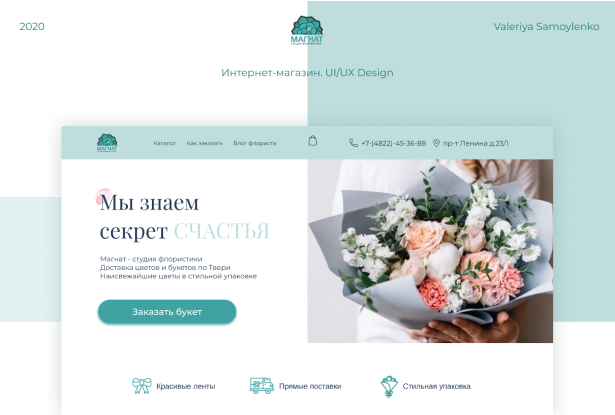 2020
МАГНАТ
Valeriya Samoylenko
Интернет-магазин. UI/UX Design
МАГНАТ
Каталог Как заказать Блог флориста
+7-(4822)-45-36-88 пр-т Ленина д.23/1
Мы знаем
секрет СЧАСТЬЯ
Магнат - студия флористики
Доставка цветов и букетов по Твери
Наисвежайшие цветы в стильной упаковке
Заказать букет
Красивые ленты
Прямые поставки
Стильная упаковка